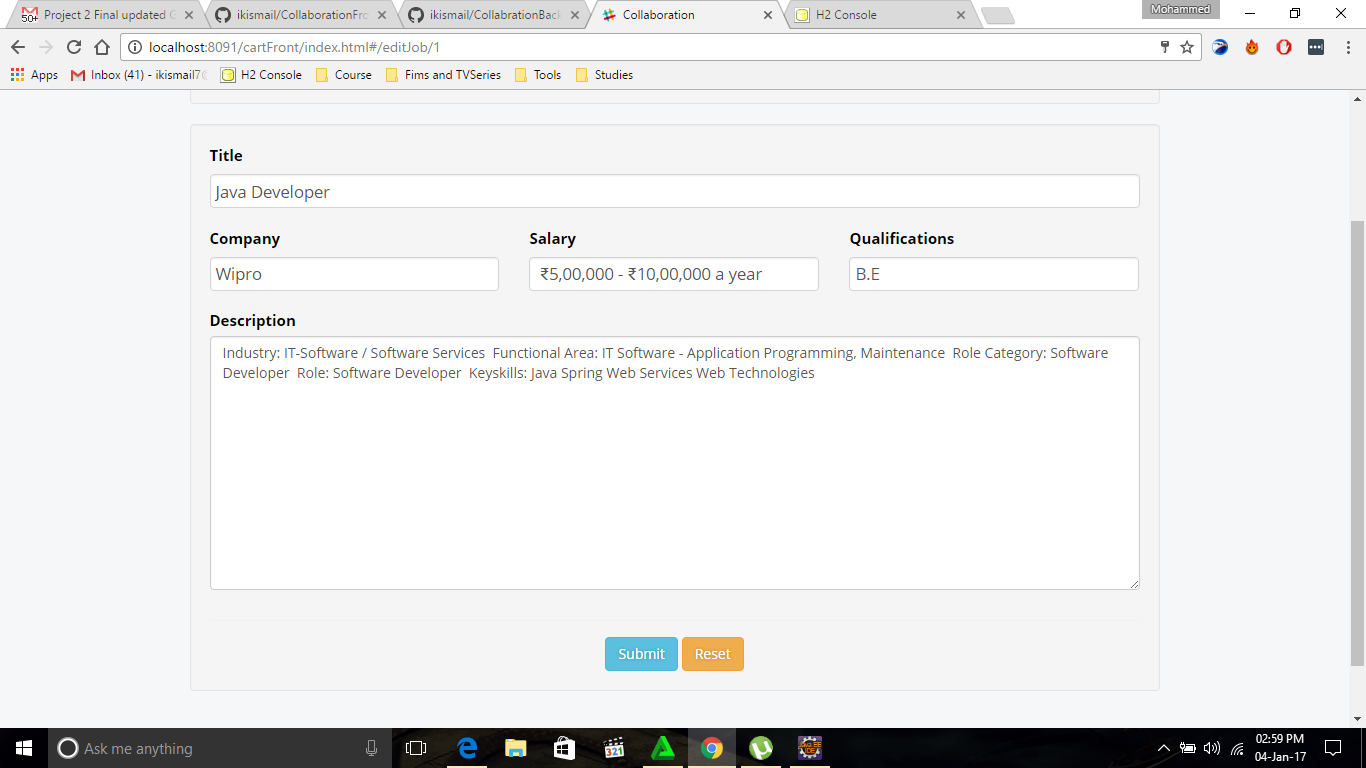 Mohammed
50+ Project 2 Final updated G
ikismail/CollaborationFro
ikismail/CollabrationBack
Collaboration
H2 Console
localhost:8091/cartFront/index.html#/editJob/1
Apps
Inbox (41) - ikismail7
H2 Console
Course
Fims and TVSeries
Tools
Studies
Title
Java Developer
Company
Salary
Qualifications
Wipro
₹5,00,000 - ₹10,00,000 a year
B.E
Description
Industry: IT-Software / Software Services  Functional Area: IT Software - Application Programming, Maintenance  Role Category: Software
Developer  Role: Software Developer  Keyskills: Java Spring Web Services Web Technologies
Submit
Reset
Ask me anything
321
02:59 PM
04-Jan-17